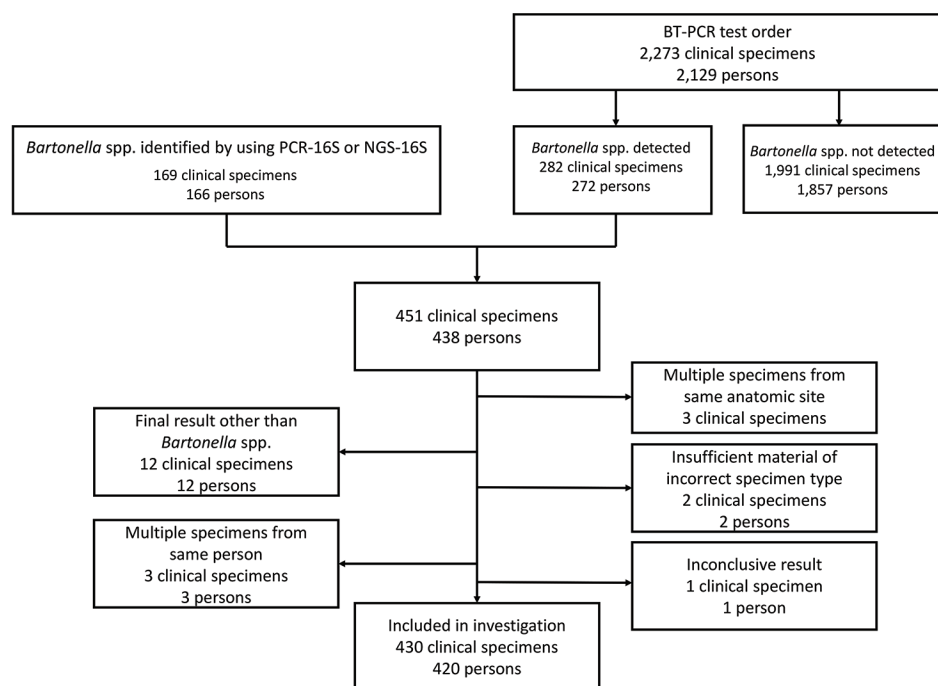 BT-PCR test order
2,273 clinical specimens
2,129 persons
Bartonella spp. identified by using PCR-16S or NGS-16S
169 clinical specimens
166 persons
Bartonella spp. detected
282 clinical specimens
272 persons
Bartonella spp. not detected
1,991 clinical specimens
1,857 persons
451 clinical specimens
438 persons
Multiple specimens from
same anatomic site
3 clinical specimens
Final result other than
Bartonella spp.
12 clinical specimens
12 persons
Insufficient material of
incorrect specimen type
2 clinical specimens
2 persons
Multiple specimens from
same person
3 clinical specimens
3 persons
Inconclusive result
1 clinical specimen
1 person
Included in investigation
430 clinical specimens
420 persons